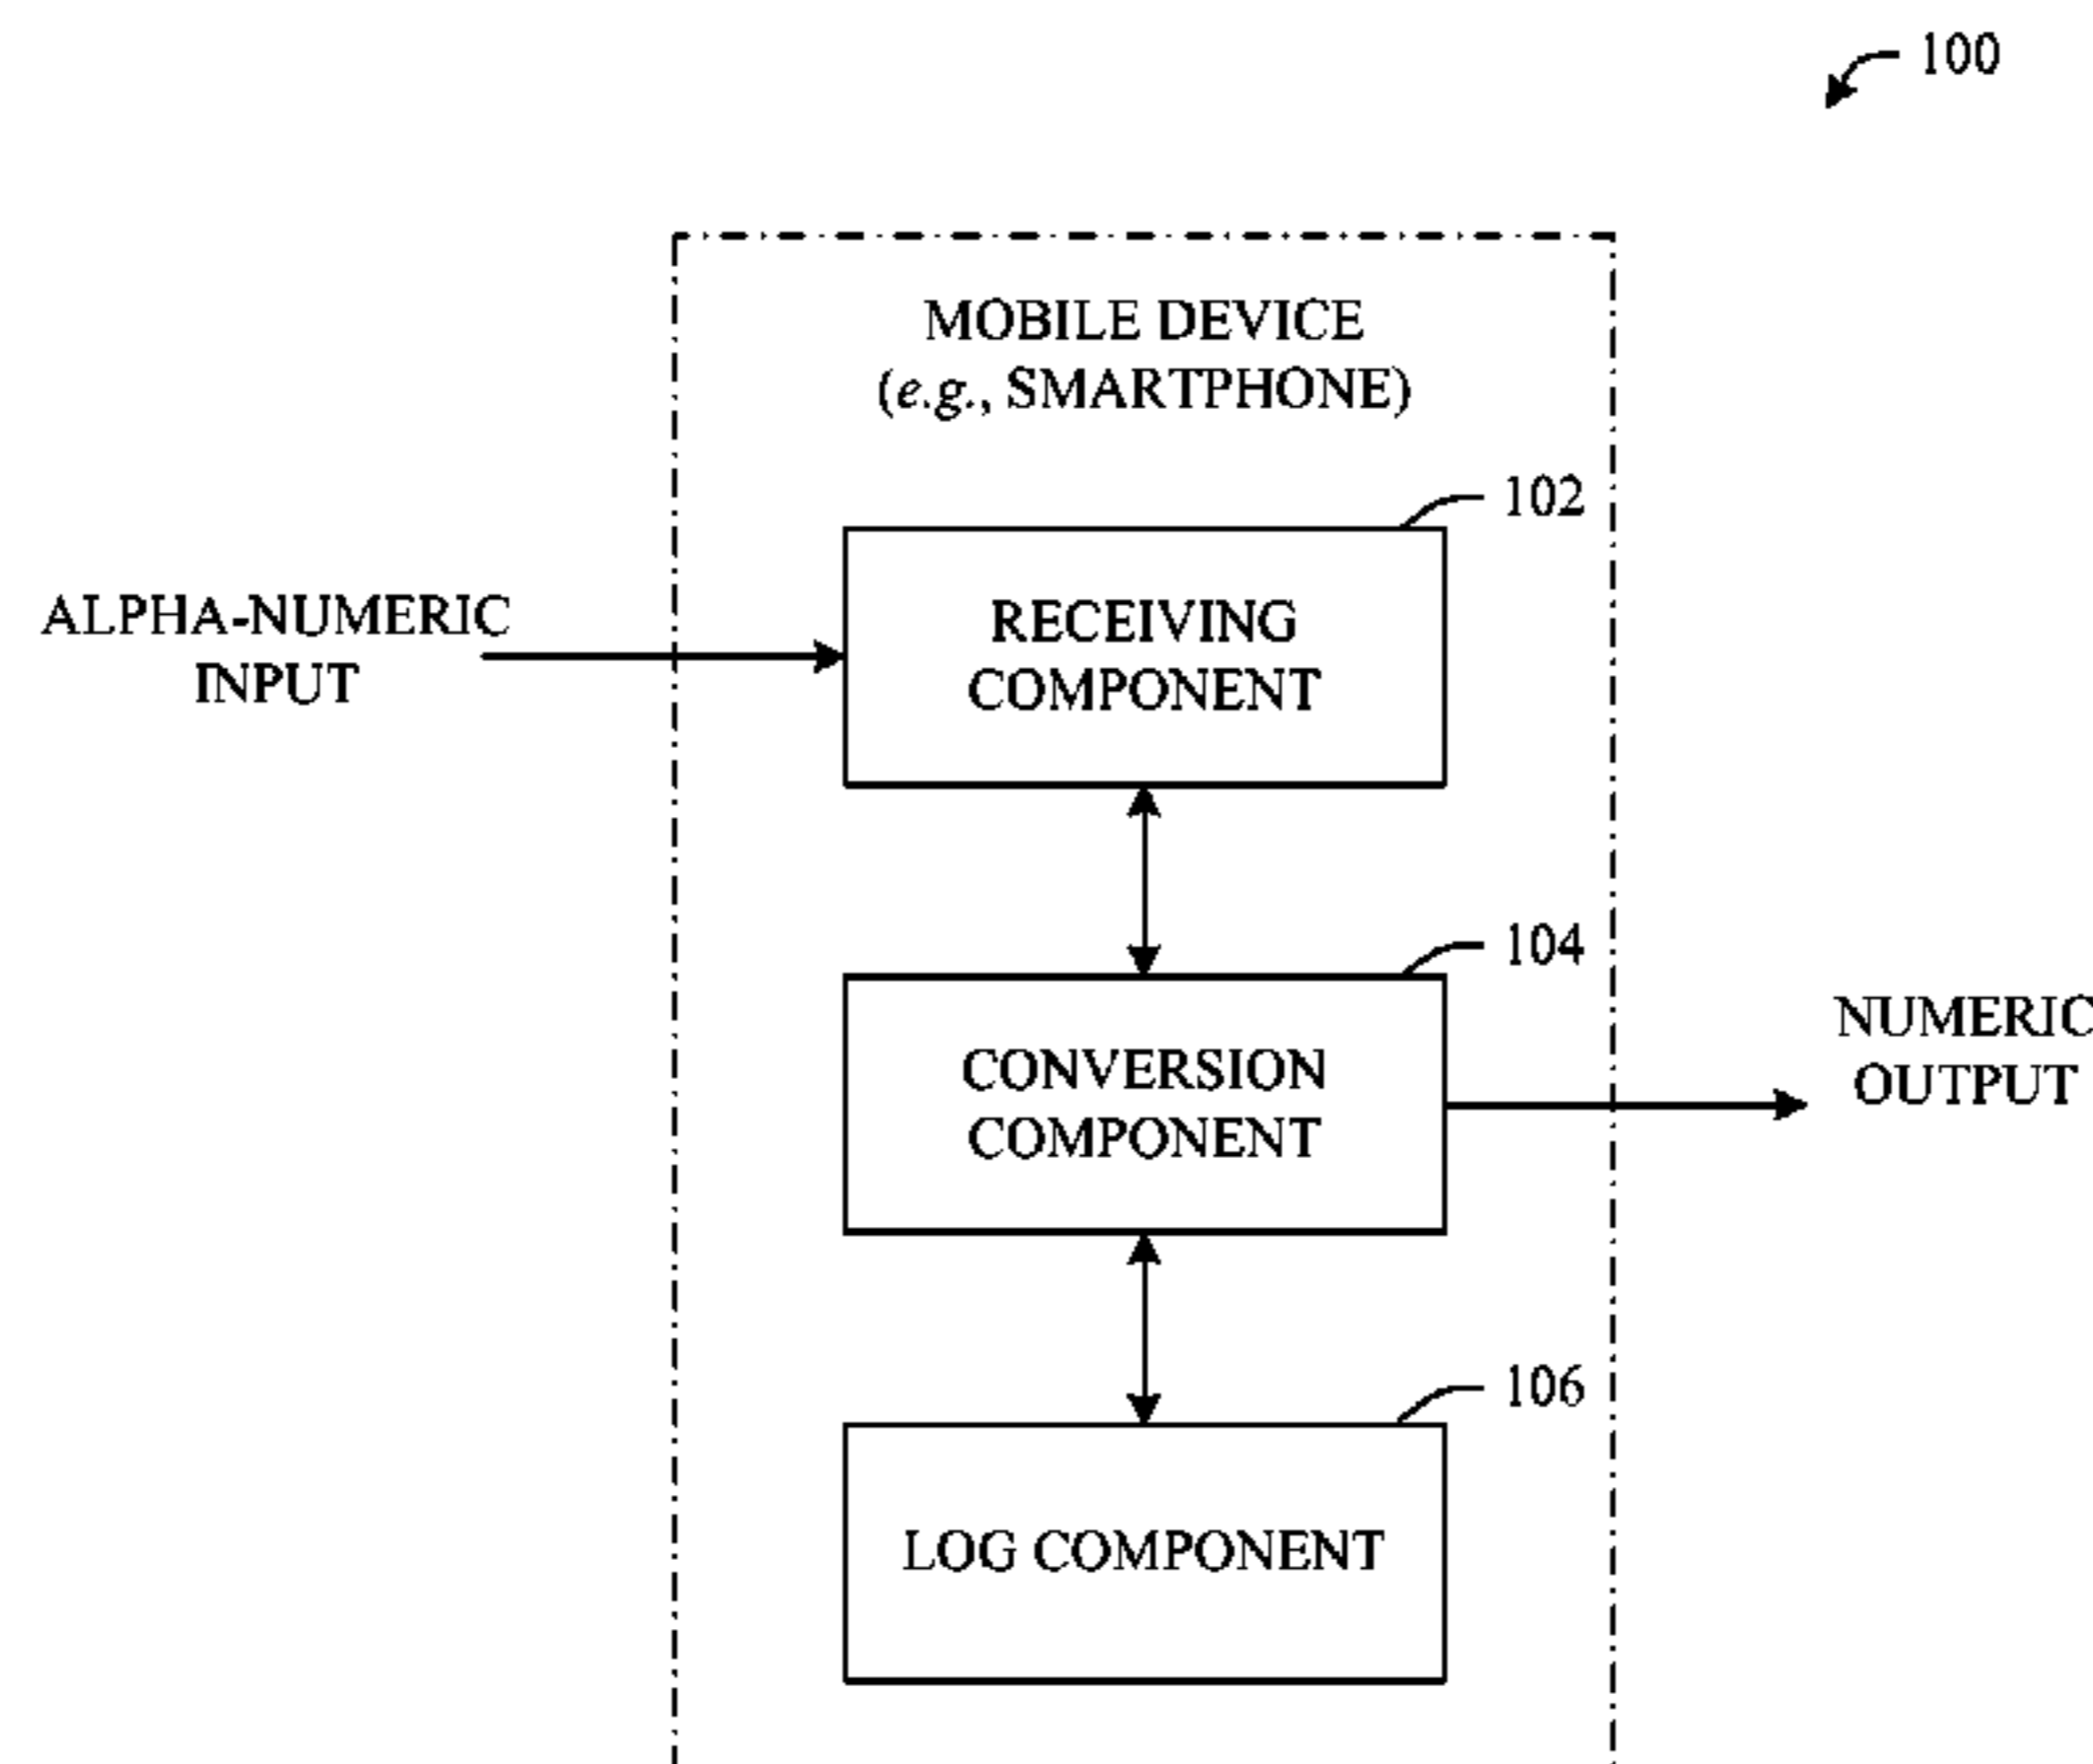 100
MOBILE DEVICE
(e.g., SMARTPHONE)
102
ALPHA-NUMERIC
INPUT
RECEIVING
COMPONENT
104
CONVERSION
COMPONENT
NUMERIC
OUTPUT
106
LOG COMPONENT